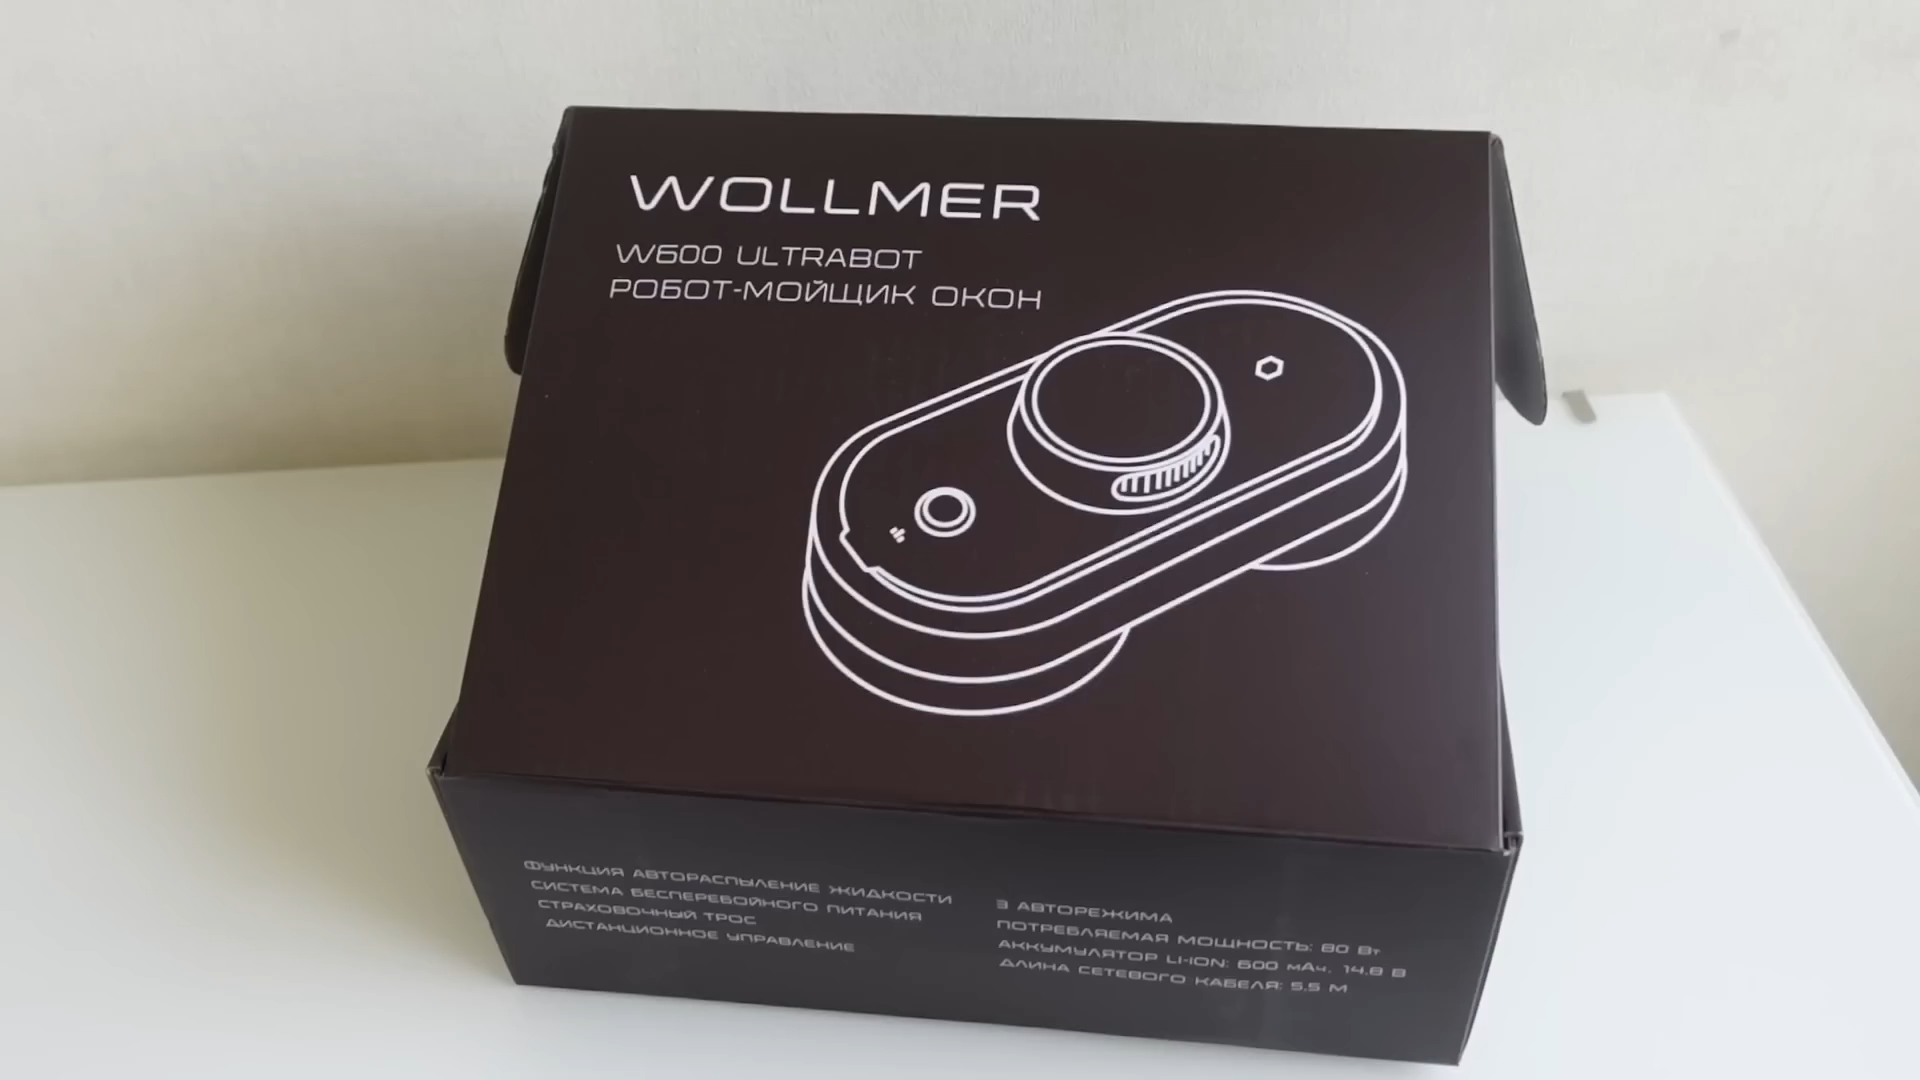 WOLLMER
W600 ULTRABOT
РОБОТ-МОЙЩИК ОКОН
ФУНКЦИЯ АВТОРАСПЫЛЕНИЕ ЖИДКОСТИ
СИСТЕМА БЕСПЕРЕБОЙНОГО ПИТАНИЯ
СТРАХОВОЧНЫЙ ТРОС
ДИСТАНЦИОННОЕ УПРАВЛЕНИЕ
3 АВТОРЕЖИМА
ПОТРЕБЛЯЕМАЯ МОЩНОСТЬ: 80 Вт
АККУМУЛЯТОР LI-ION: 600 мАч, 14.8 В
ДЛИНА СЕТЕВОГО КАБЕЛЯ: 5,5 М